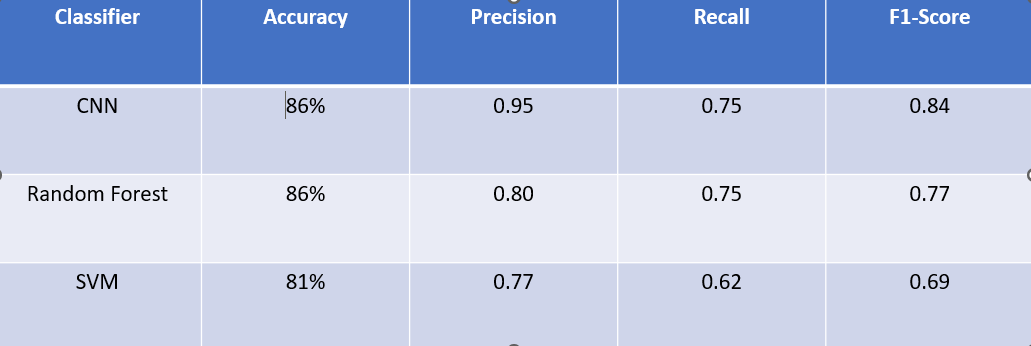 Classifier Accuracy Precision Recall F1-Score
CNN 86% 0.95 0.75 0.84
Random Forest 86% 0.80 0.75 0.77
SVM 81% 0.77 0.62 0.69